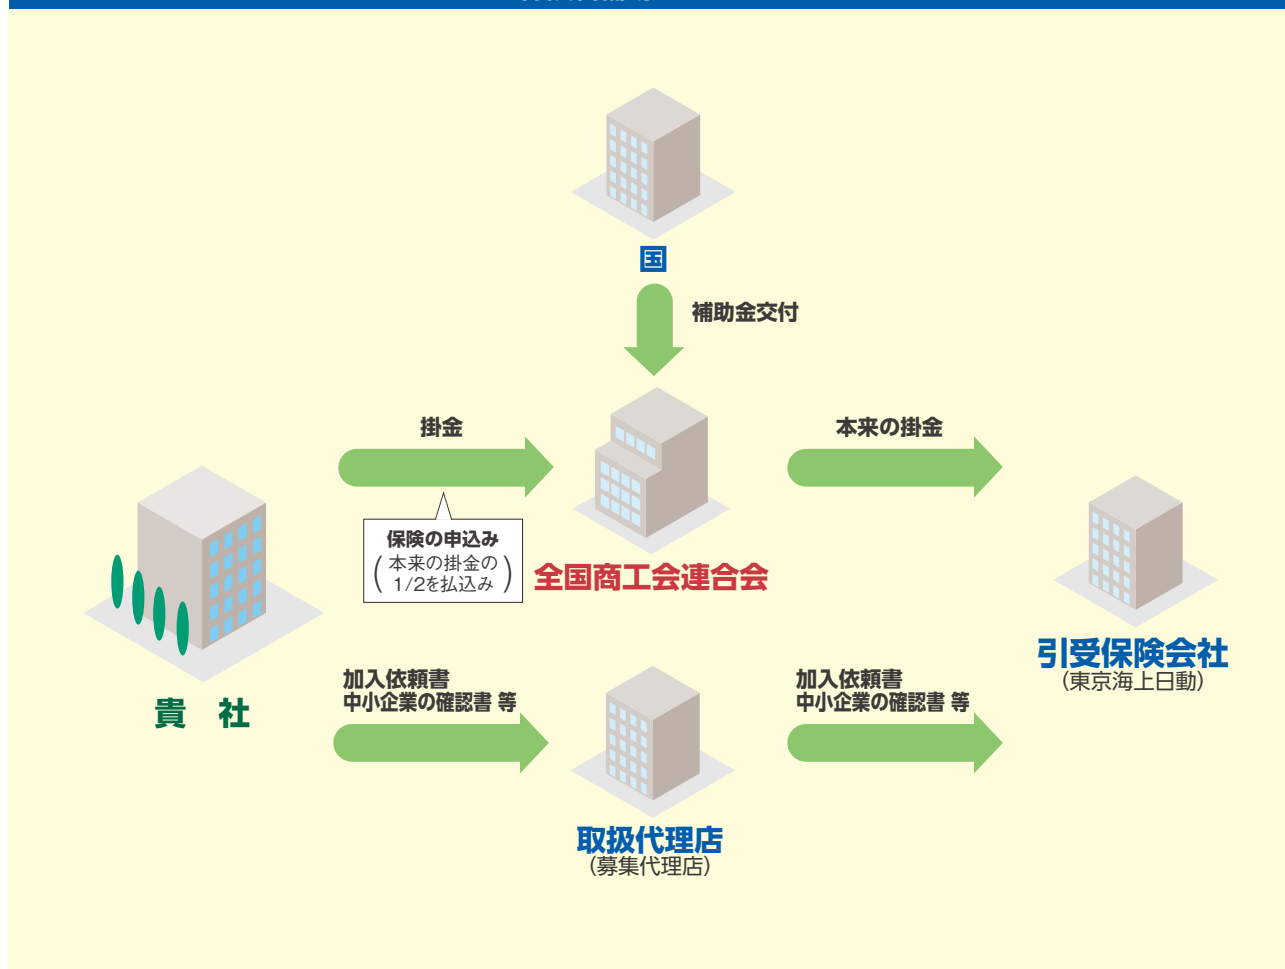 国
補助金交付
掛金
本来の掛金
保険の申込み
(本来の掛金の
1/2を払込み)
全国商工会連合会
引受保険会社
(東京海上日動)
貴 社
加入依頼書
中小企業の確認書 等
加入依頼書
中小企業の確認書 等
取扱代理店
(募集代理店)